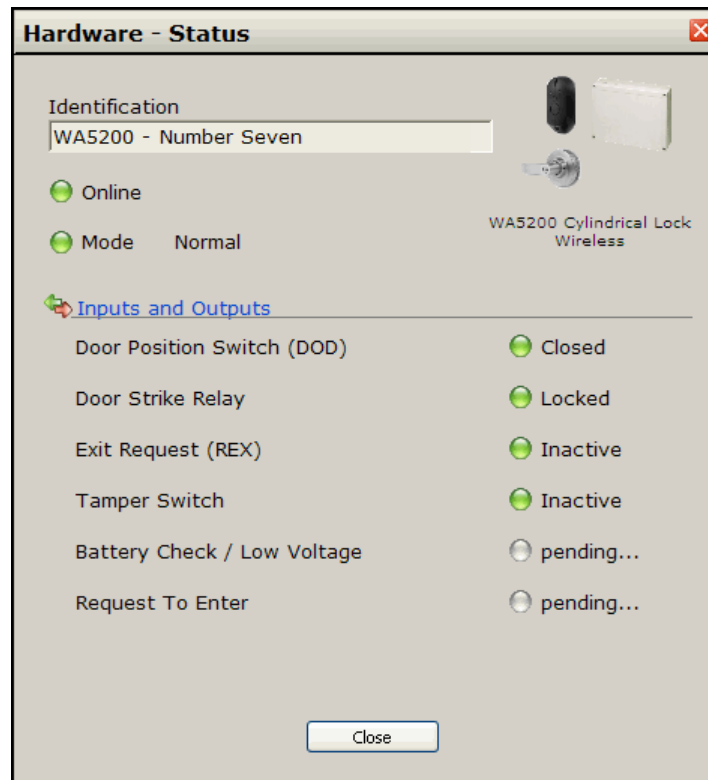 Hardware - Status
Identification
WA5200 - Number Seven
Online
Mode Normal
WA5200 Cylindrical Lock
Wireless
Inputs and Outputs
Door Position Switch (DOD) Closed
Door Strike Relay Locked
Exit Request (REX) Inactive
Tamper Switch Inactive
Battery Check / Low Voltage pending...
Request To Enter pending...
Close